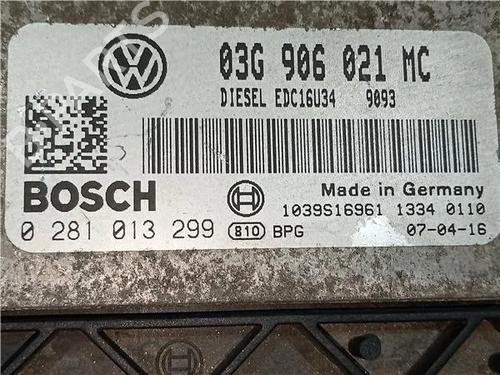 03G 906 021 MC
DIESEL EDC16U34 9093
BOSCH
Made in Germany
1039S16961 1334 0110
0 281 013 299 810 BPG 07-04-16